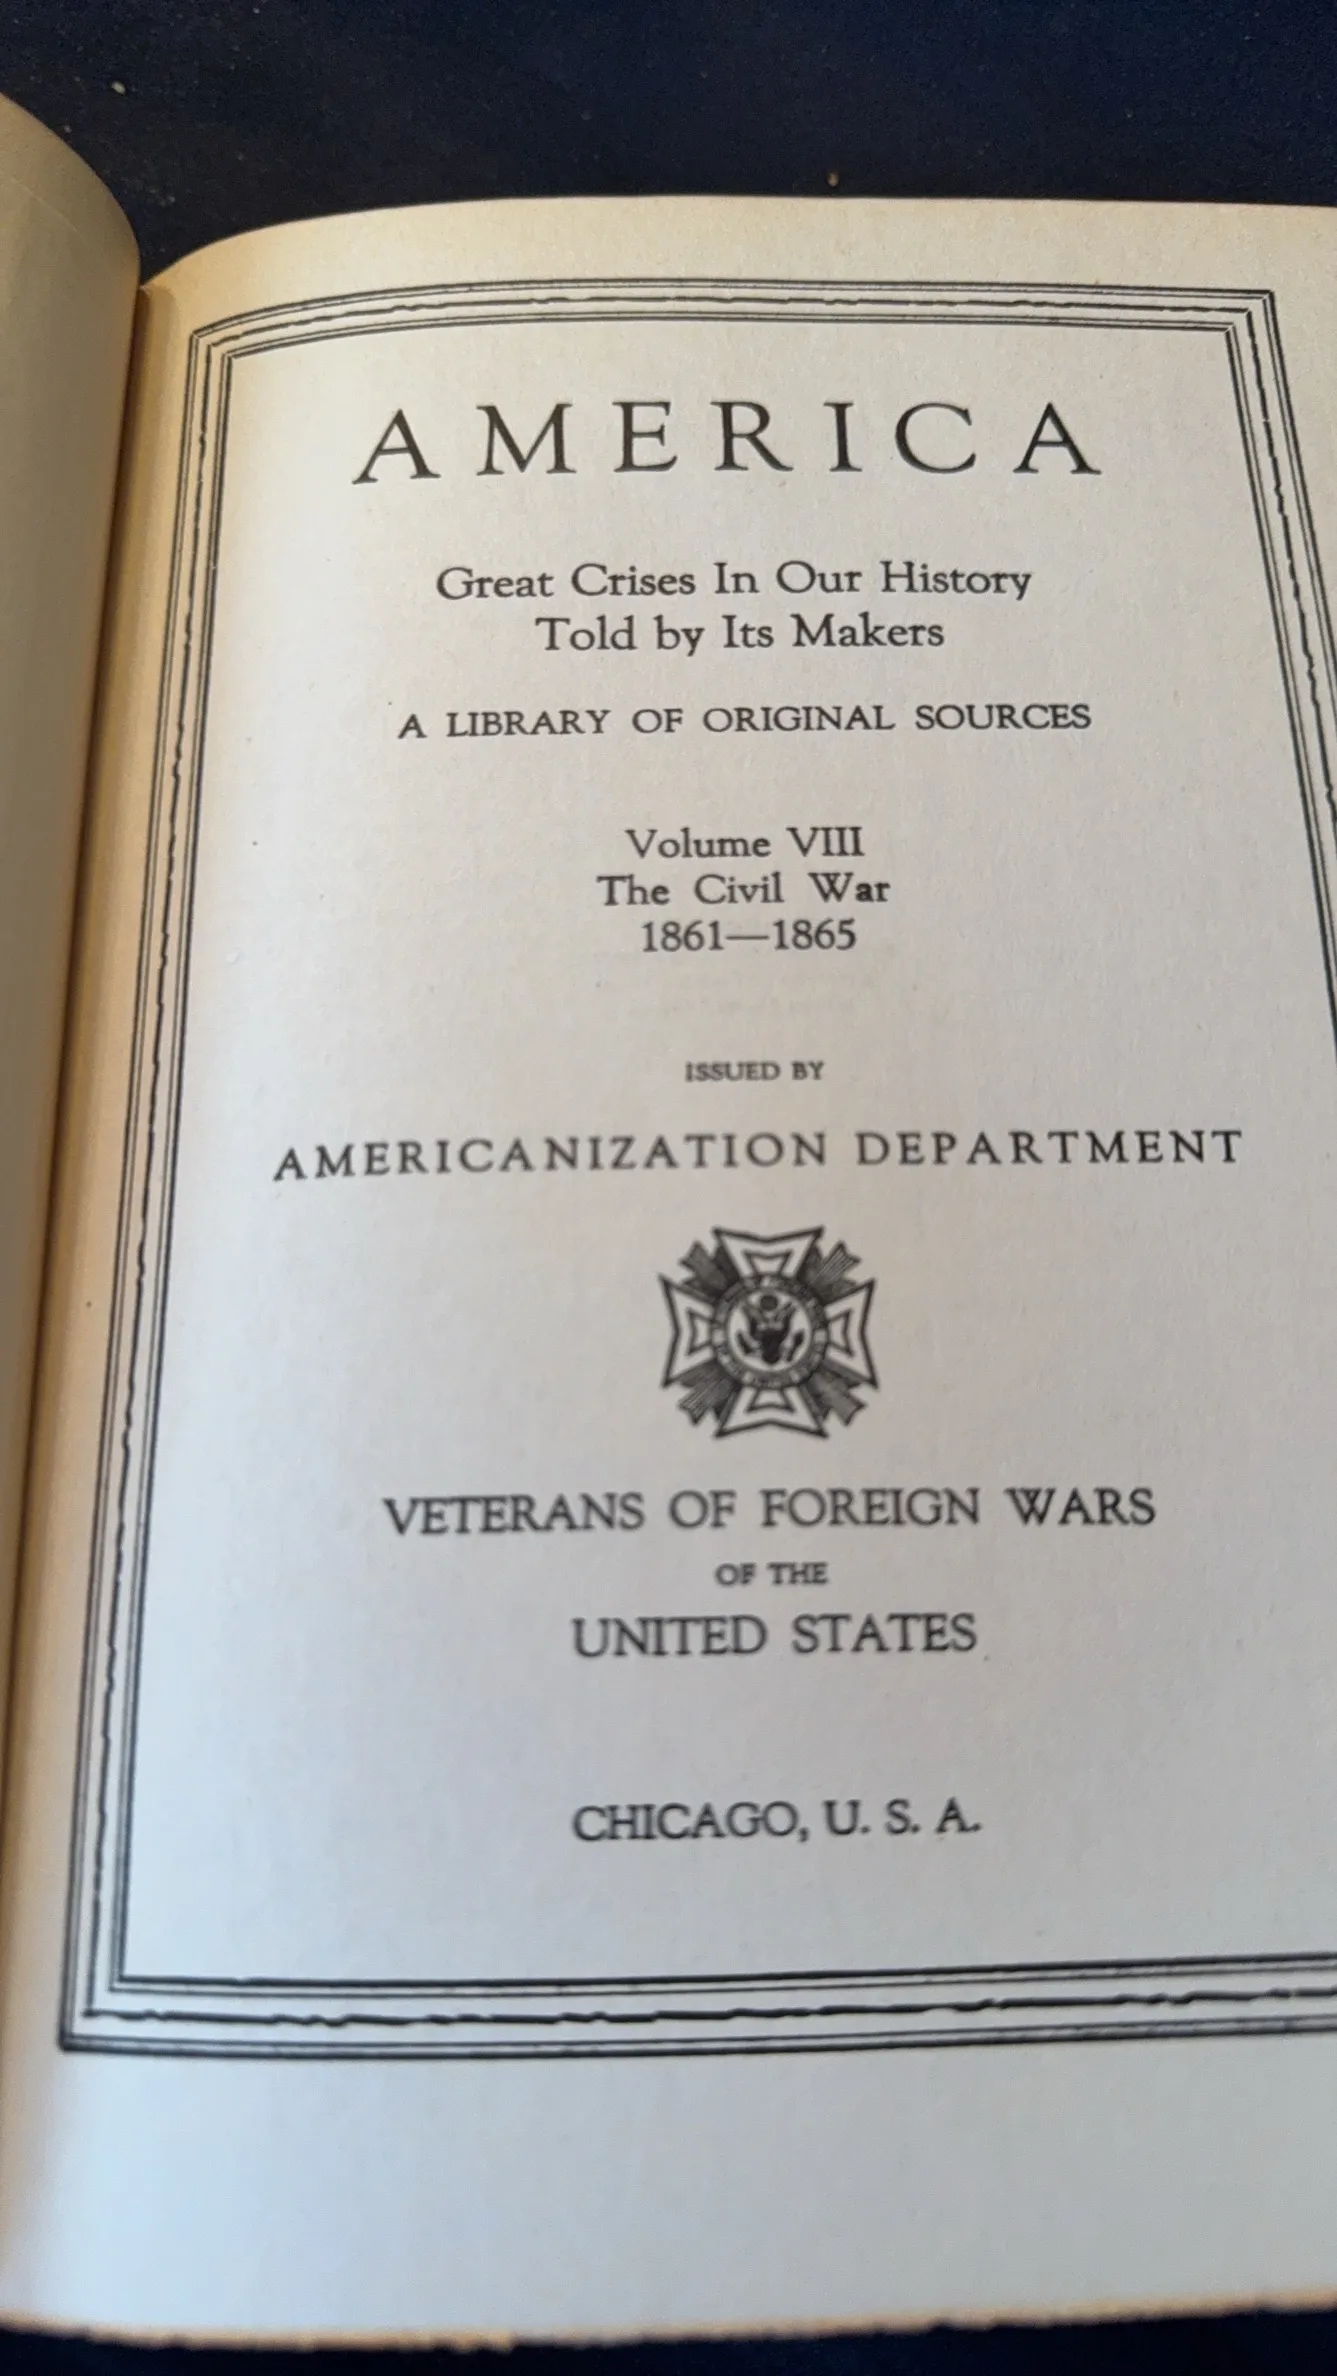 AMERICA
Great Crises In Our History
Told by Its Makers
A LIBRARY OF ORIGINAL SOURCES
Volume VIII
The Civil War
1861—1865
ISSUED BY
AMERICANIZATION DEPARTMENT
VETERANS OF FOREIGN WARS
OF THE
UNITED STATES
CHICAGO, U. S. A.